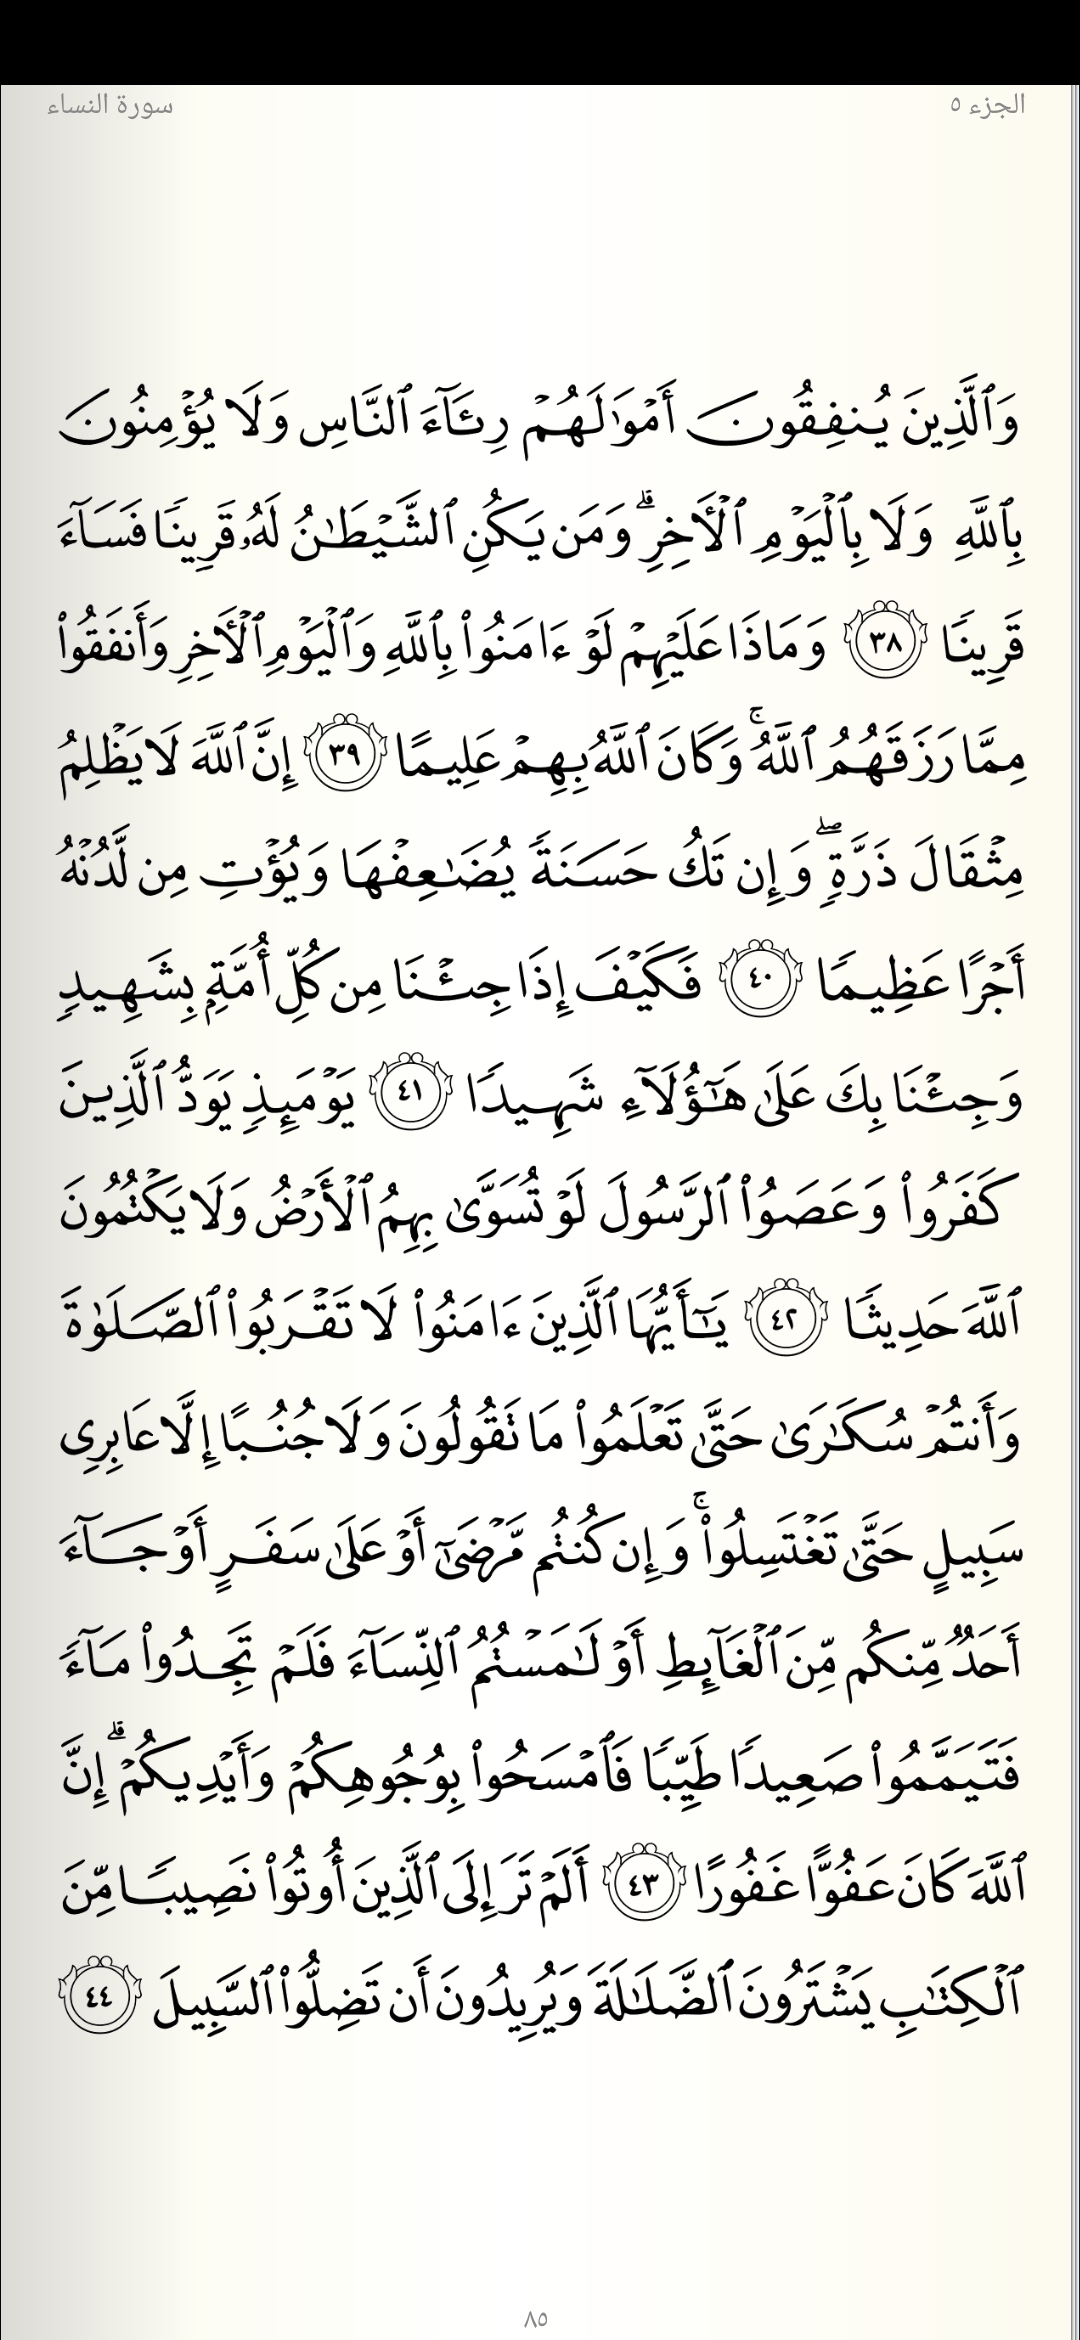 الجزء ٥
سورة النساء
وَٱلَّذِينَ يُنفِقُونَ أَمْوَٰلَهُمْ رِئَآءَ ٱلنَّاسِ وَلَا يُؤْمِنُونَ
بِٱللَّهِ وَلَا بِٱلْيَوْمِ ٱلْأَخِرِ ۗ وَمَن يَكُنِ ٱلشَّيْطَٰنُ لَهُۥ قَرِينًا فَسَآءَ
قَرِينًا ٣٨ وَمَاذَا عَلَيْهِمْ لَوْ ءَامَنُوا۟ بِٱللَّهِ وَٱلْيَوْمِ ٱلْأَخِرِ وَأَنفَقُوا۟
مِمَّا رَزَقَهُمُ ٱللَّهُ ۚ وَكَانَ ٱللَّهُ بِهِمْ عَلِيمًا ٣٩ إِنَّ ٱللَّهَ لَا يَظْلِمُ
مِثْقَالَ ذَرَّةٍ ۖ وَإِن تَكُ حَسَنَةً يُضَٰعِفْهَا وَيُؤْتِ مِن لَّدُنْهُ
أَجْرًا عَظِيمًا ٤٠ فَكَيْفَ إِذَا جِئْنَا مِن كُلِّ أُمَّةٍۭ بِشَهِيدٍ
وَجِئْنَا بِكَ عَلَىٰ هَٰٓؤُلَآءِ شَهِيدًا ٤١ يَوْمَئِذٍ يَوَدُّ ٱلَّذِينَ
كَفَرُوا۟ وَعَصَوُا۟ ٱلرَّسُولَ لَوْ تُسَوَّىٰ بِهِمُ ٱلْأَرْضُ وَلَا يَكْتُمُونَ
ٱللَّهَ حَدِيثًا ٤٢ يَٰٓأَيُّهَا ٱلَّذِينَ ءَامَنُوا۟ لَا تَقْرَبُوا۟ ٱلصَّلَوٰةَ
وَأَنتُمْ سُكَٰرَىٰ حَتَّىٰ تَعْلَمُوا۟ مَا تَقُولُونَ وَلَا جُنُبًا إِلَّا عَابِرِى
سَبِيلٍ حَتَّىٰ تَغْتَسِلُوا۟ ۚ وَإِن كُنتُم مَّرْضَىٰٓ أَوْ عَلَىٰ سَفَرٍ أَوْ جَآءَ
أَحَدٌ مِّنكُم مِّنَ ٱلْغَآئِطِ أَوْ لَٰمَسْتُمُ ٱلنِّسَآءَ فَلَمْ تَجِدُوا۟ مَآءً
فَتَيَمَّمُوا۟ صَعِيدًا طَيِّبًا فَٱمْسَحُوا۟ بِوُجُوهِكُمْ وَأَيْدِيكُمْ ۗ إِنَّ
ٱللَّهَ كَانَ عَفُوًّا غَفُورًا ٤٣ أَلَمْ تَرَ إِلَى ٱلَّذِينَ أُوتُوا۟ نَصِيبًا مِّنَ
ٱلْكِتَٰبِ يَشْتَرُونَ ٱلضَّلَٰلَةَ وَيُرِيدُونَ أَن تَضِلُّوا۟ ٱلسَّبِيلَ ٤٤
٨٥